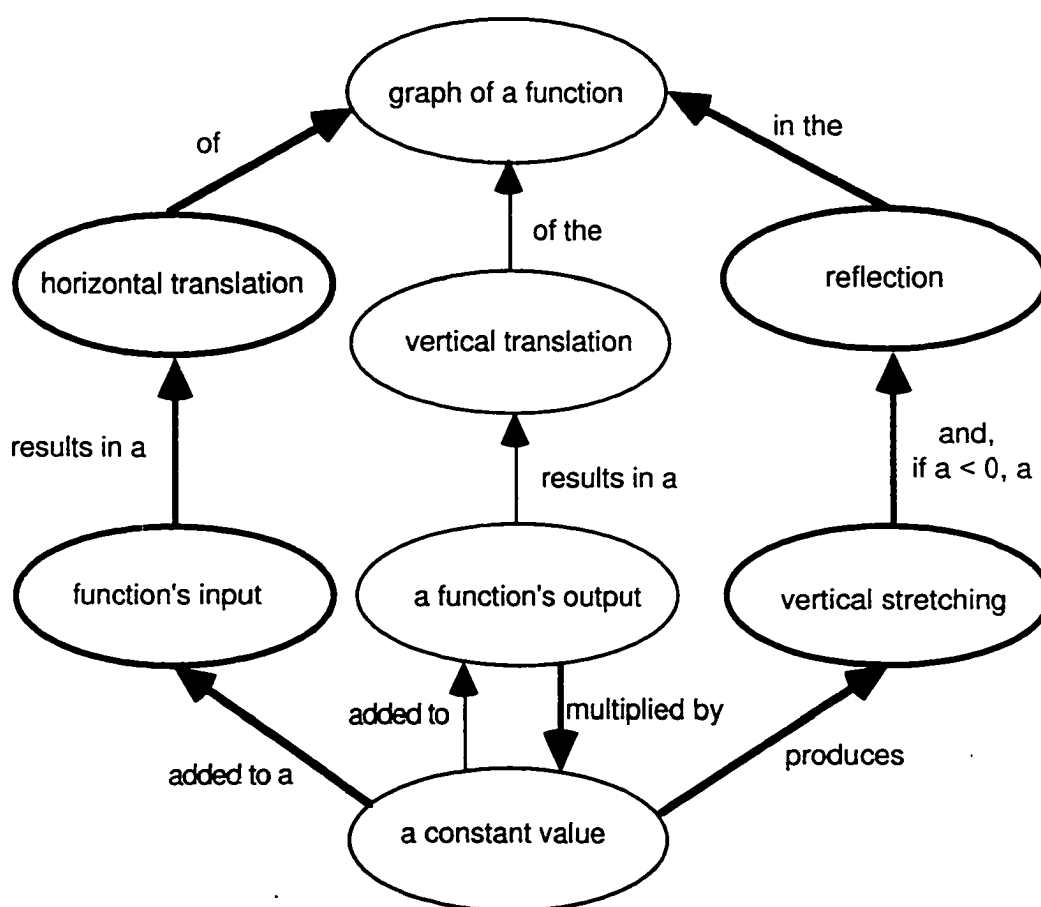 graph of a function
of
in the
of the
horizontal translation
reflection
vertical translation
results in a
and,
if a < 0, a
results in a
function's input
a function's output
vertical stretching
added to
multiplied by
added to a
produces
a constant value